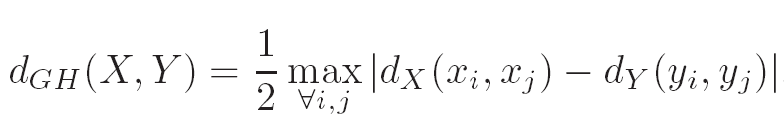 d_{GH}(X, Y) = \frac{1}{2} \max_{\forall i,j} |d_X(x_i, x_j) - d_Y(y_i, y_j)|